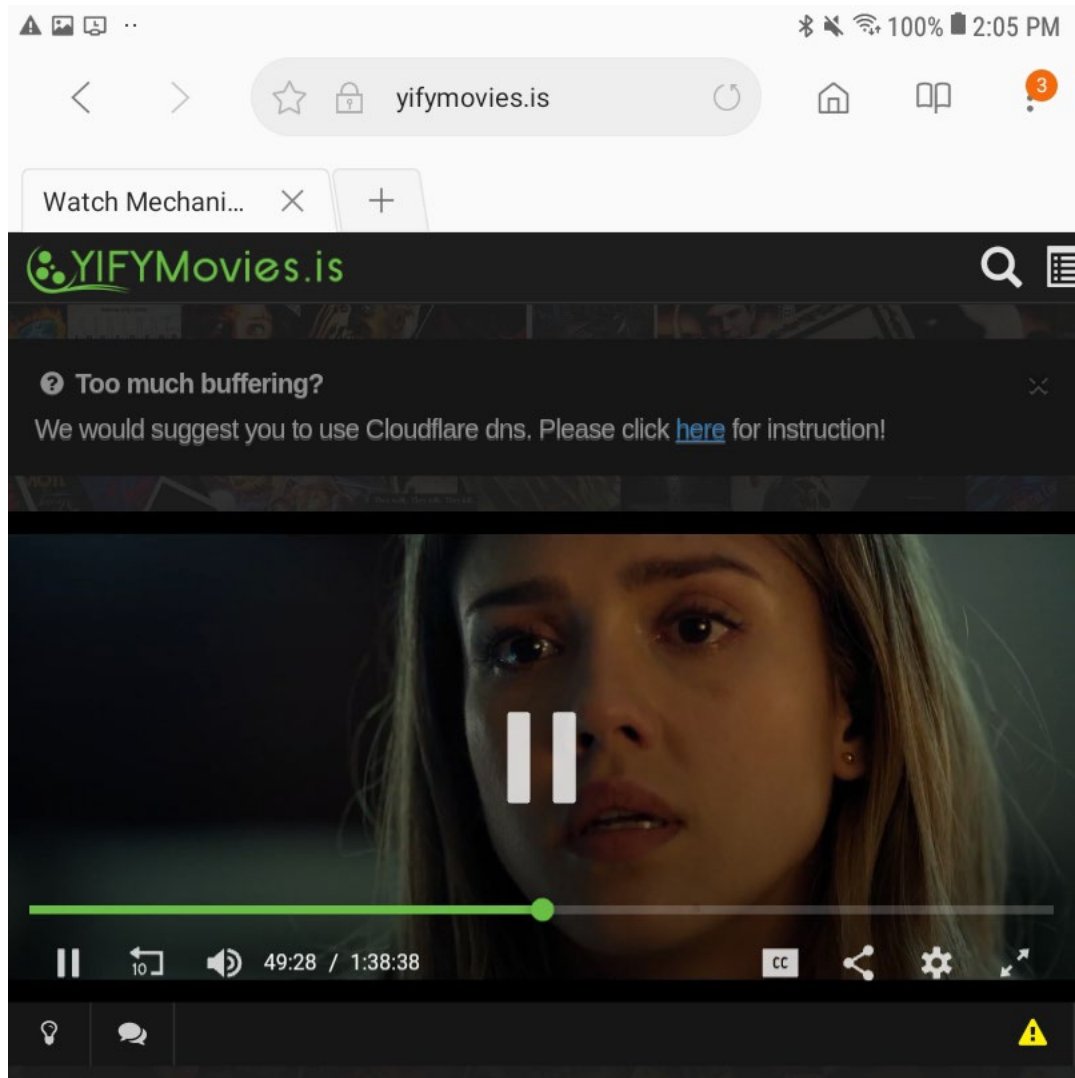 100% 2:05 PM
yifymovies.is
3
Watch Mechani...
YIFYMovies.is
Too much buffering?
We would suggest you to use Cloudflare dns. Please click here for instruction!
10
49:28 / 1:38:38
CC